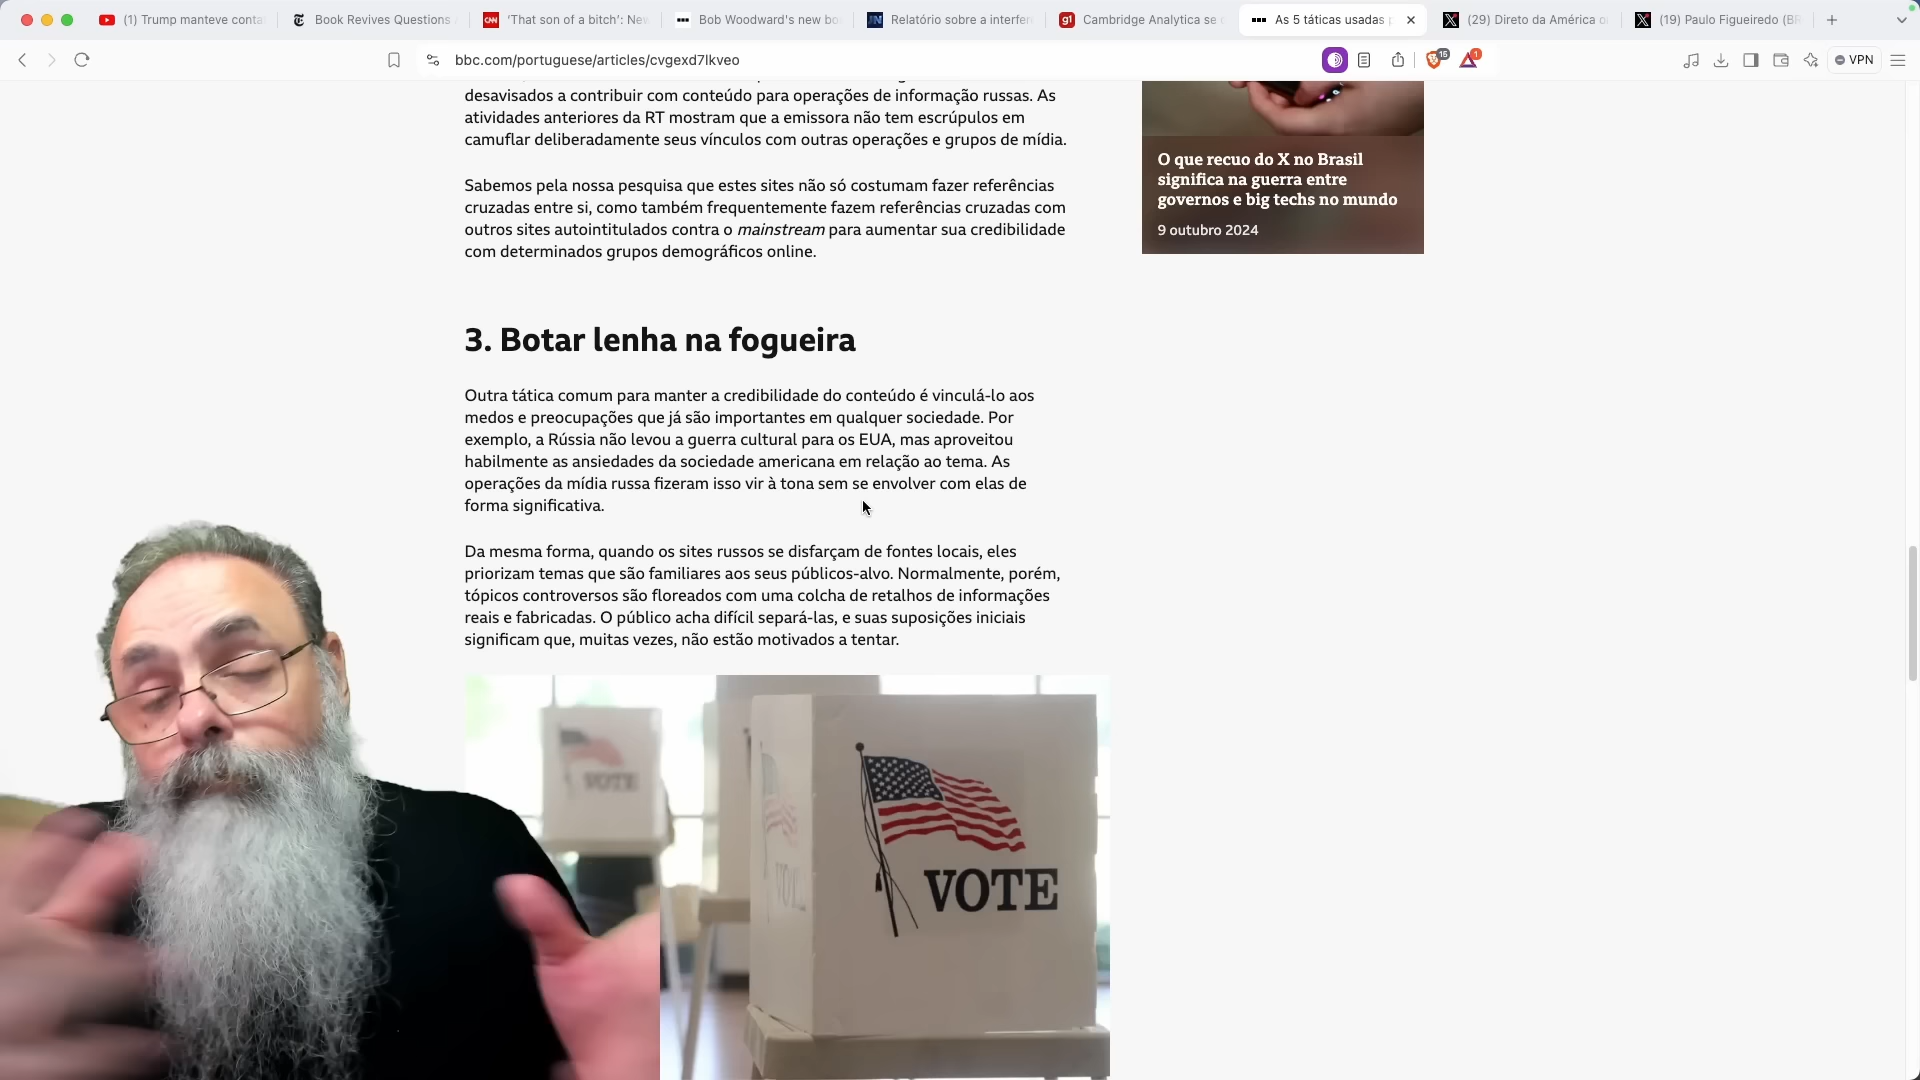 (1) Trump manteve conta
Book Revives Questions
'That son of a bitch': Ne
Bob Woodward's new bo
Relatório sobre a interfer
Cambridge Analytica se
As 5 táticas usadas
(29) Direto da América
(19) Paulo Figueiredo (BR
bbc.com/portuguese/articles/cvgexd7lkveo
15
1
VPN
desavisados a contribuir com conteúdo para operações de informação russas. As
atividades anteriores da RT mostram que a emissora não tem escrúpulos em
camuflar deliberadamente seus vínculos com outras operações e grupos de mídia.
Sabemos pela nossa pesquisa que estes sites não só costumam fazer referências
cruzadas entre si, como também frequentemente fazem referências cruzadas com
outros sites autointitulados contra o mainstream para aumentar sua credibilidade
com determinados grupos demográficos online.
O que recuo do X no Brasil
significa na guerra entre
governos e big techs no mundo
9 outubro 2024
3. Botar lenha na fogueira
Outra tática comum para manter a credibilidade do conteúdo é vinculá-lo aos
medos e preocupações que já são importantes em qualquer sociedade. Por
exemplo, a Rússia não levou a guerra cultural para os EUA, mas aproveitou
habilmente as ansiedades da sociedade americana em relação ao tema. As
operações da mídia russa fizeram isso vir à tona sem se envolver com elas de
forma significativa.
Da mesma forma, quando os sites russos se disfarçam de fontes locais, eles
priorizam temas que são familiares aos seus públicos-alvo. Normalmente, porém,
tópicos controversos são floreados com uma colcha de retalhos de informações
reais e fabricadas. O público acha difícil separá-las, e suas suposições iniciais
significam que, muitas vezes, não estão motivados a tentar.
VOTE
VOTE